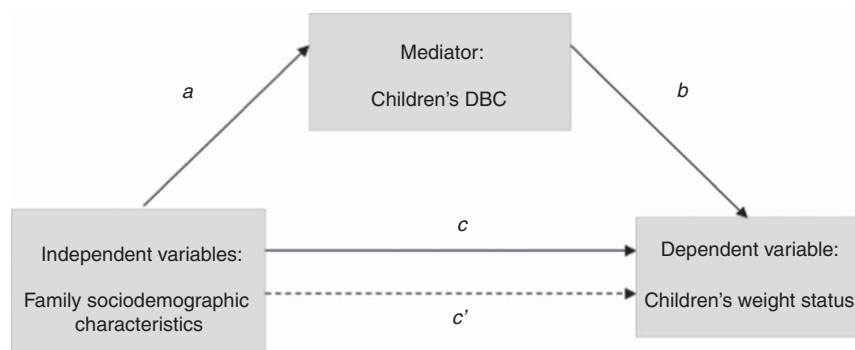 Mediator:
Children's DBC
a
b
c
Independent variables:
Family sociodemographic
characteristics
Dependent variable:
Children's weight status
c'